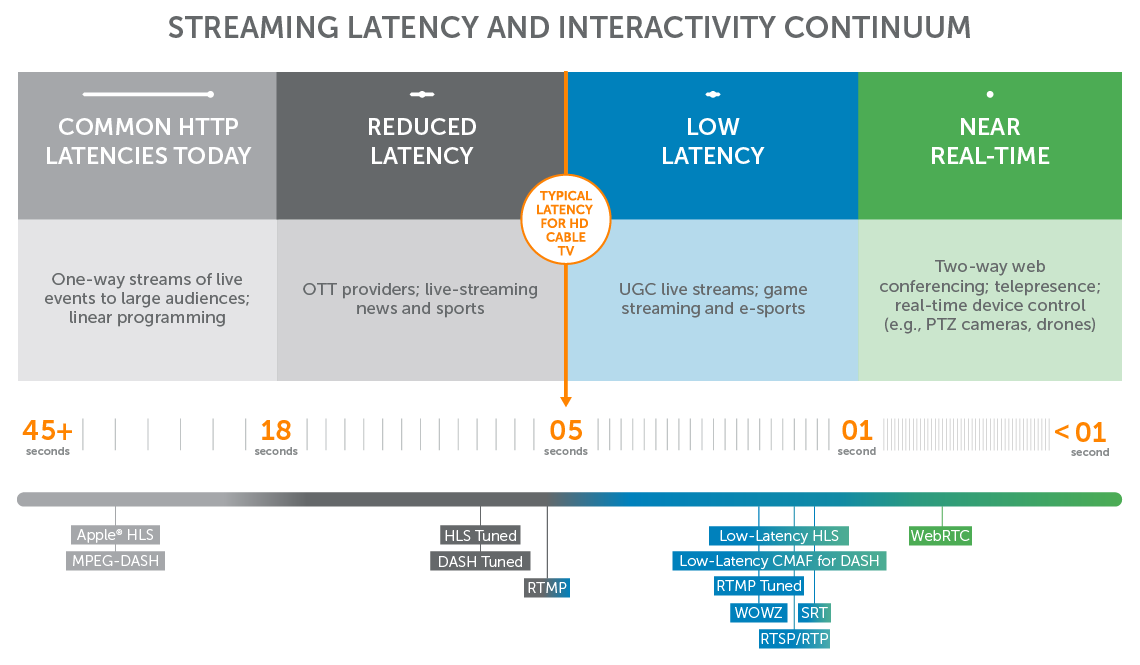 STREAMING LATENCY AND INTERACTIVITY CONTINUUM
COMMON HTTP
LATENCIES TODAY
REDUCED
LATENCY
LOW
LATENCY
NEAR
REAL-TIME
TYPICAL
LATENCY
FOR HD
CABLE
TV
One-way streams of live
events to large audiences;
linear programming
OTT providers; live-streaming
news and sports
UGC live streams; game
streaming and e-sports
Two-way web
conferencing; telepresence;
real-time device control
(e.g., PTZ cameras, drones)
45+
seconds
18
seconds
05
seconds
01
second
< 01
second
Apple® HLS
MPEG-DASH
HLS Tuned
DASH Tuned
RTMP
Low-Latency HLS
Low-Latency CMAF for DASH
RTMP Tuned
WOWZ
SRT
RTSP/RTP
WebRTC